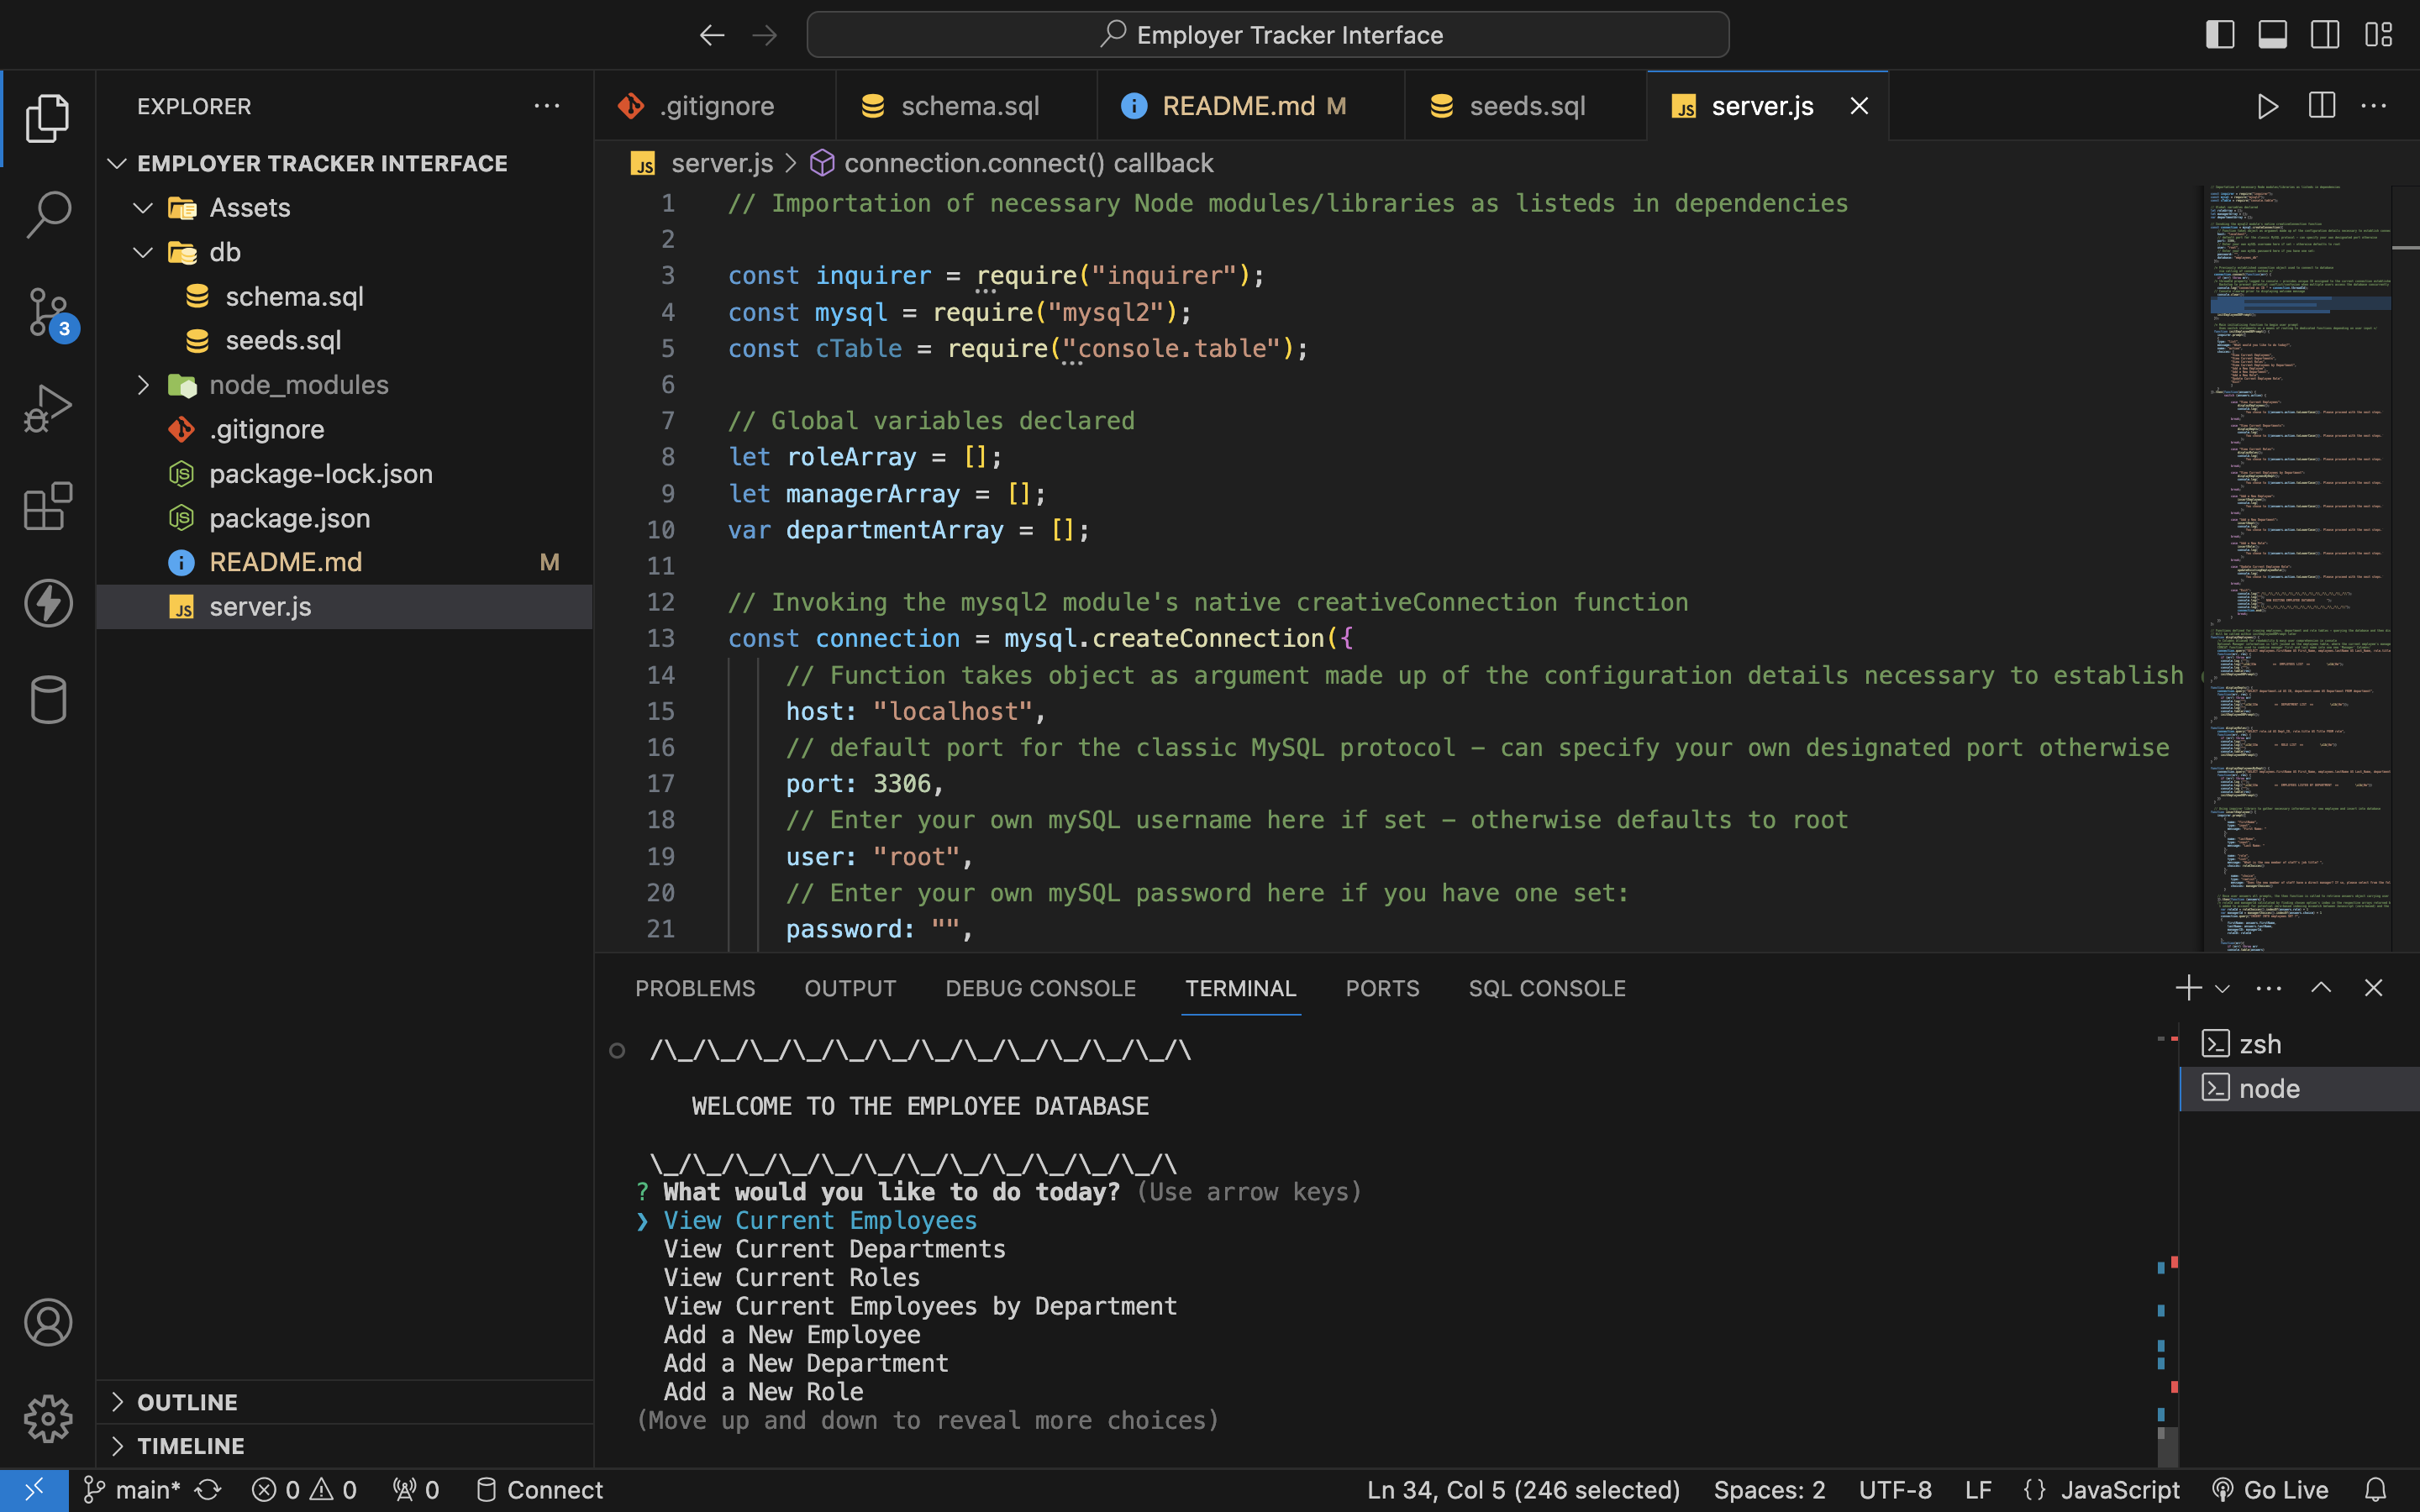 Employer Tracker Interface
EXPLORER
EMPLOYER TRACKER INTERFACE
Assets
db
schema.sql
seeds.sql
node_modules
.gitignore
package-lock.json
package.json
README.md M
server.js
OUTLINE
TIMELINE
3
.gitignore
schema.sql
README.md M
seeds.sql
server.js
server.js > connection.connect() callback
1 // Importation of necessary Node modules/libraries as listeds in dependencies
2
3 const inquirer = require("inquirer");
4 const mysql = require("mysql2");
5 const cTable = require("console.table");
6
7 // Global variables declared
8 let roleArray = [];
9 let managerArray = [];
10 var departmentArray = [];
11
12 // Invoking the mysql2 module's native creativeConnection function
13 const connection = mysql.createConnection({
14 // Function takes object as argument made up of the configuration details necessary to establish
15 host: "localhost",
16 // default port for the classic MySQL protocol – can specify your own designated port otherwise
17 port: 3306,
18 // Enter your own mySQL username here if set – otherwise defaults to root
19 user: "root",
20 // Enter your own mySQL password here if you have one set:
21 password: "",
PROBLEMS OUTPUT DEBUG CONSOLE TERMINAL PORTS SQL CONSOLE
/\_/\_/\_/\_/\_/\_/\_/\_/\_/\_/\_/\_/\
WELCOME TO THE EMPLOYEE DATABASE
\_/\_/\_/\_/\_/\_/\_/\_/\_/\_/\_/\_/\
? What would you like to do today? (Use arrow keys)
❯ View Current Employees
View Current Departments
View Current Roles
View Current Employees by Department
Add a New Employee
Add a New Department
Add a New Role
(Move up and down to reveal more choices)
zsh
node
main* 0 0 0 Connect
Ln 34, Col 5 (246 selected) Spaces: 2 UTF-8 LF {} JavaScript Go Live